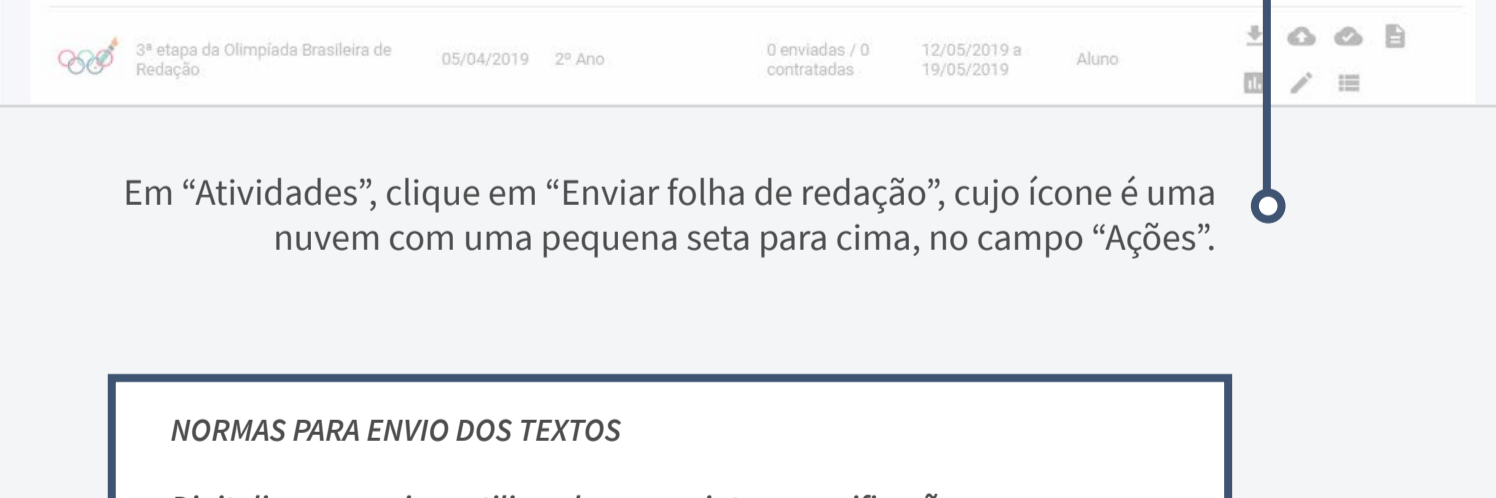 3ª etapa da Olimpíada Brasileira de
Redação
05/04/2019
2º Ano
0 enviadas / 0
contratadas
12/05/2019 a
19/05/2019
Aluno
Em “Atividades”, clique em “Enviar folha de redação”, cujo ícone é uma
nuvem com uma pequena seta para cima, no campo “Ações”.
NORMAS PARA ENVIO DOS TEXTOS